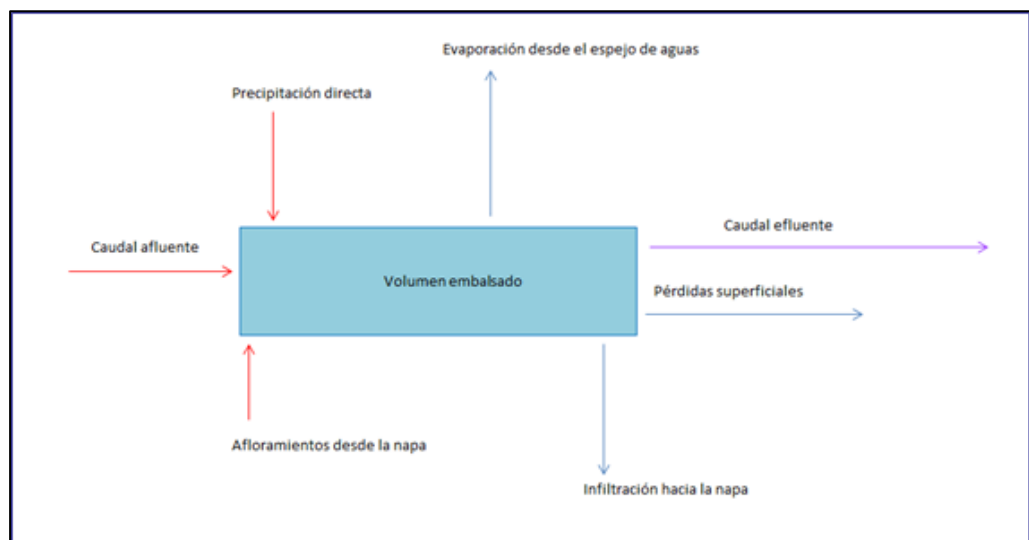 Evaporación desde el espejo de aguas
Precipitación directa
Caudal afluente
Caudal efluente
Volumen embalsado
Pérdidas superficiales
Afloramientos desde la napa
Infiltración hacia la napa